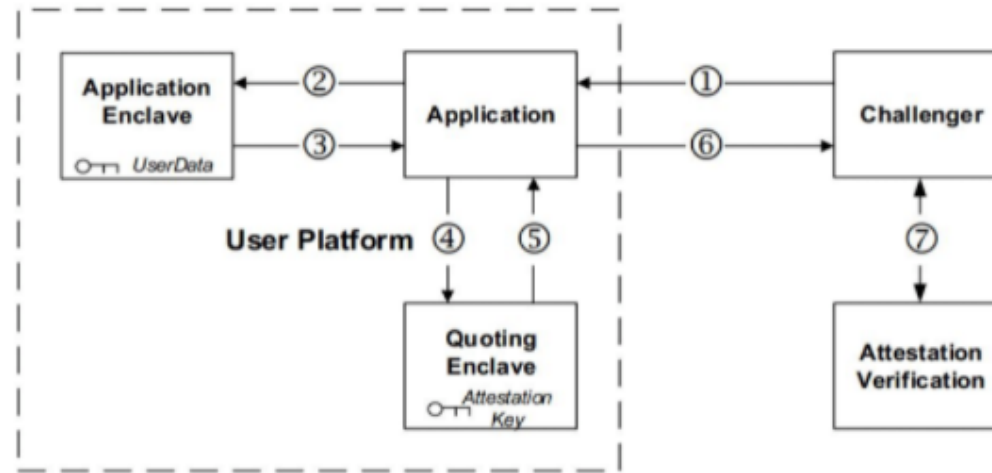 Application
Enclave
UserData
②
③
Application
①
⑥
Challenger
User Platform
④
⑤
⑦
Quoting
Enclave
Attestation
Key
Attestation
Verification